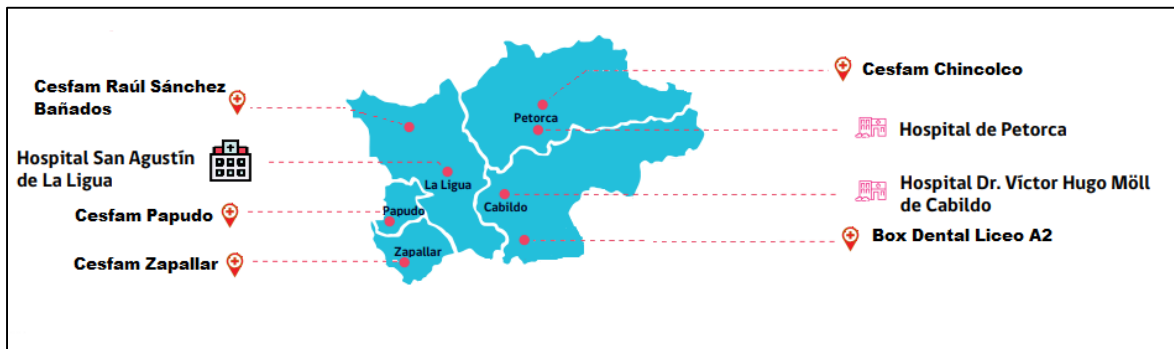 Cesfam Raúl Sánchez
Bañados
Hospital San Agustín
de La Ligua
Cesfam Papudo
Cesfam Zapallar
Petorca
La Ligua
Cabildo
Papudo
Zapallar
Cesfam Chincolco
Hospital de Petorca
Hospital Dr. Víctor Hugo Möll
de Cabildo
Box Dental Liceo A2